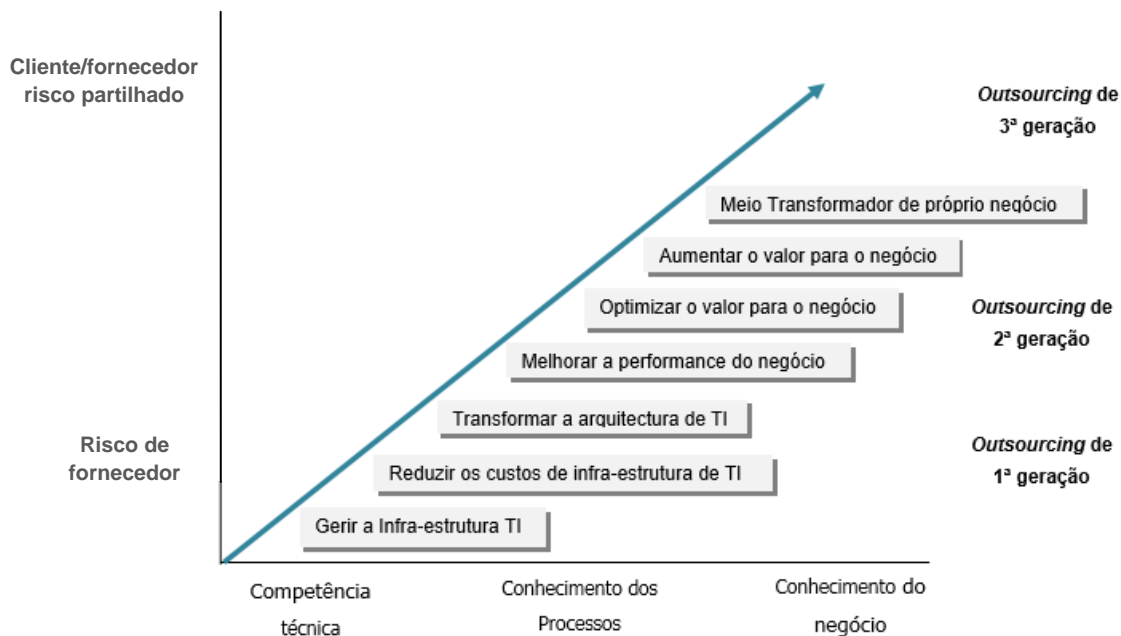 Cliente/fornecedor
risco partilhado
Outsourcing de
3ª geração
Meio Transformador de próprio negócio
Aumentar o valor para o negócio
Optimizar o valor para o negócio
Outsourcing de
2ª geração
Melhorar a performance do negócio
Transformar a arquitectura de TI
Risco de
fornecedor
Outsourcing de
1ª geração
Reduzir os custos de infra-estrutura de TI
Gerir a Infra-estrutura TI
Competência
técnica
Conhecimento dos
Processos
Conhecimento do
negócio